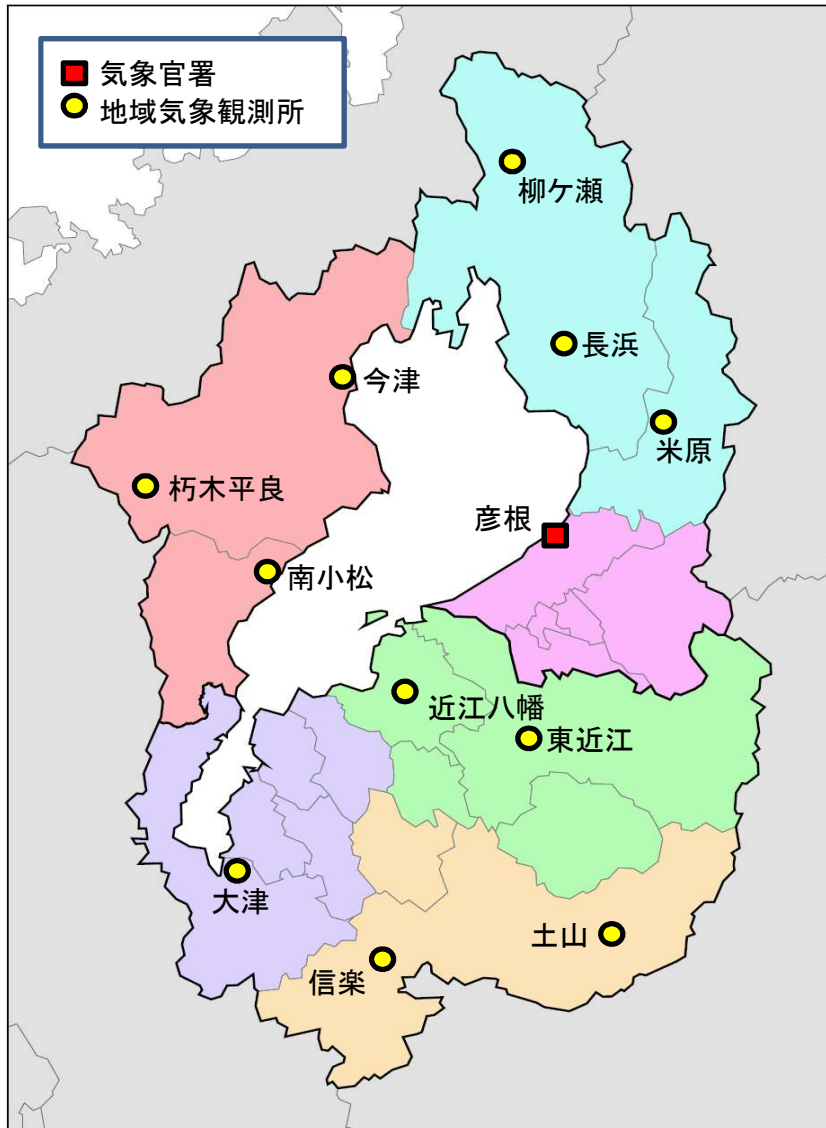 気象官署
地域気象観測所
柳ケ瀬
長浜
今津
米原
朽木平良
彦根
南小松
近江八幡
東近江
大津
土山
信楽